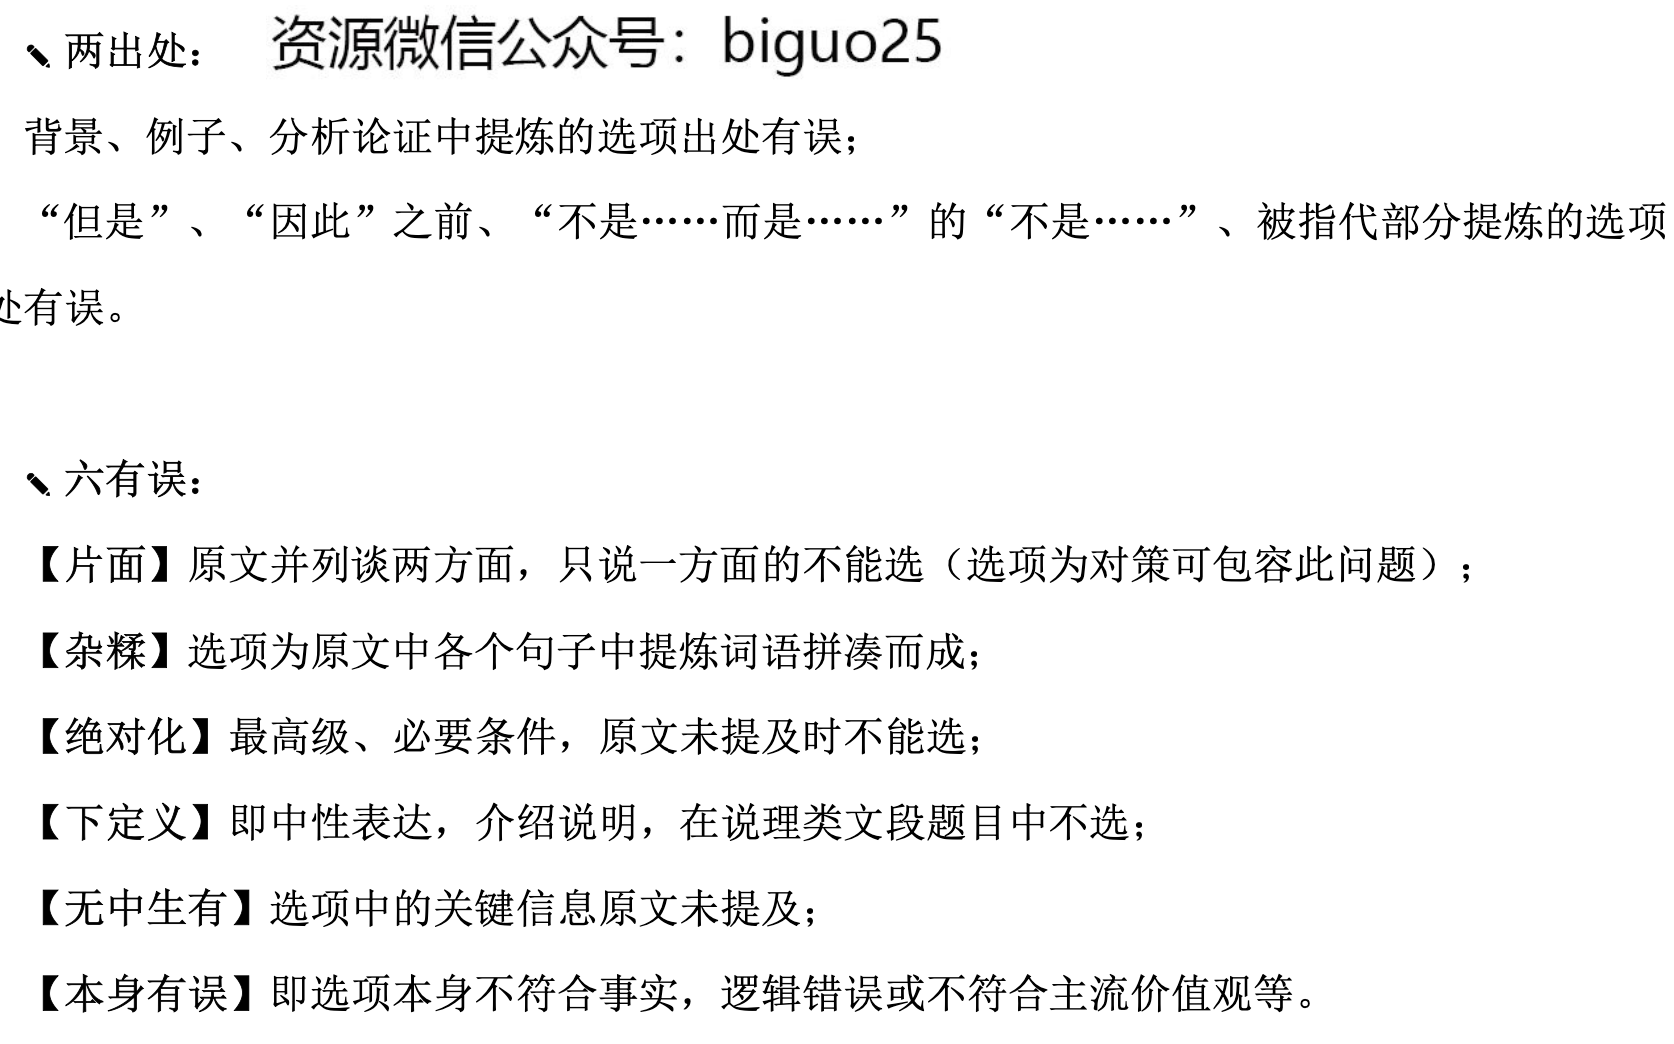 两出处： 资源微信公众号：biguo25
背景、例子、分析论证中提炼的选项出处有误；
“但是”、“因此”之前、“不是……而是……”的“不是……”、被指代部分提炼的选项
处有误。
六有误：
【片面】原文并列谈两方面，只说一方面的不能选（选项为对策可包容此问题）；
【杂糅】选项为原文中各个句子中提炼词语拼凑而成；
【绝对化】最高级、必要条件，原文未提及时不能选；
【下定义】即中性表达，介绍说明，在说理类文段题目中不选；
【无中生有】选项中的关键信息原文未提及；
【本身有误】即选项本身不符合事实，逻辑错误或不符合主流价值观等。